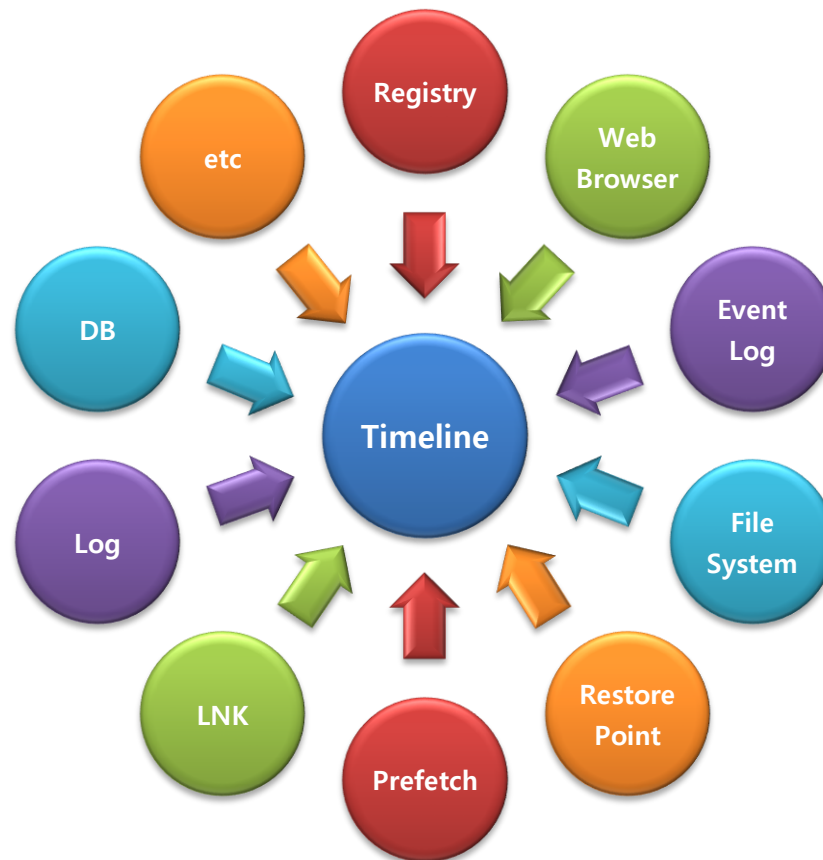 Registry
Web
Browser
Event
Log
File
System
Restore
Point
Prefetch
LNK
Log
DB
etc
Timeline